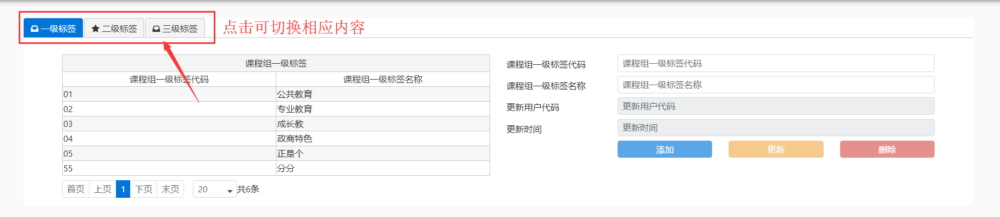 一级标签 二级标签 三级标签 点击可切换相应内容
课程组一级标签
课程组一级标签代码 课程组一级标签名称
01 公共教育
02 专业教育
03 成长教
04 政商特色
05 正是个
55 分分
首页 上页 1 下页 末页 20 共6条
课程组一级标签代码 课程组一级标签代码
课程组一级标签名称 课程组一级标签名称
更新用户代码 更新用户代码
更新时间 更新时间
添加 更新 删除